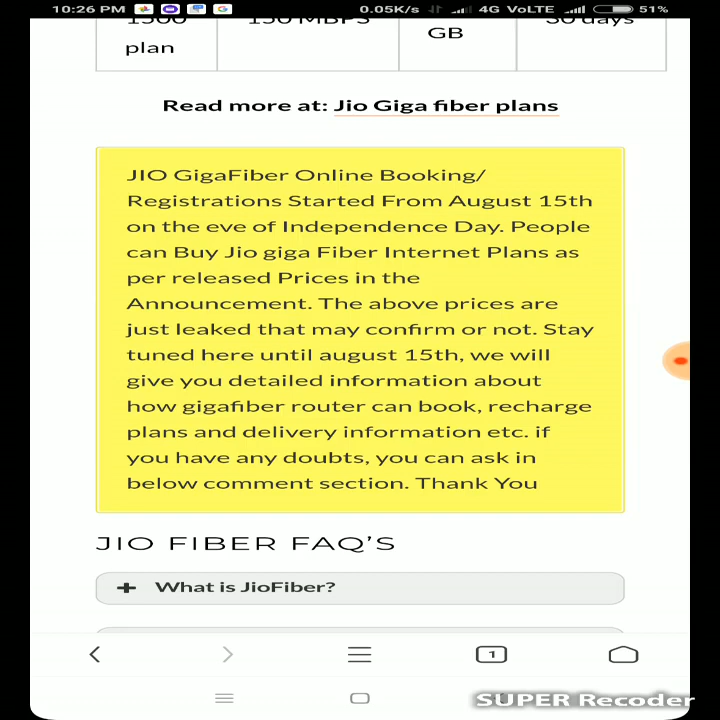 10:26 PM 0.05K/s 4G VoLTE 51%
1500 150 MBPS 30 days
plan GB
Read more at: Jio Giga fiber plans
JIO GigaFiber Online Booking/
Registrations Started From August 15th
on the eve of Independence Day. People
can Buy Jio giga Fiber Internet Plans as
per released Prices in the
Announcement. The above prices are
just leaked that may confirm or not. Stay
tuned here until august 15th, we will
give you detailed information about
how gigafiber router can book, recharge
plans and delivery information etc. if
you have any doubts, you can ask in
below comment section. Thank You
JIO FIBER FAQ'S
+ What is JioFiber?
1
SUPER Recoder